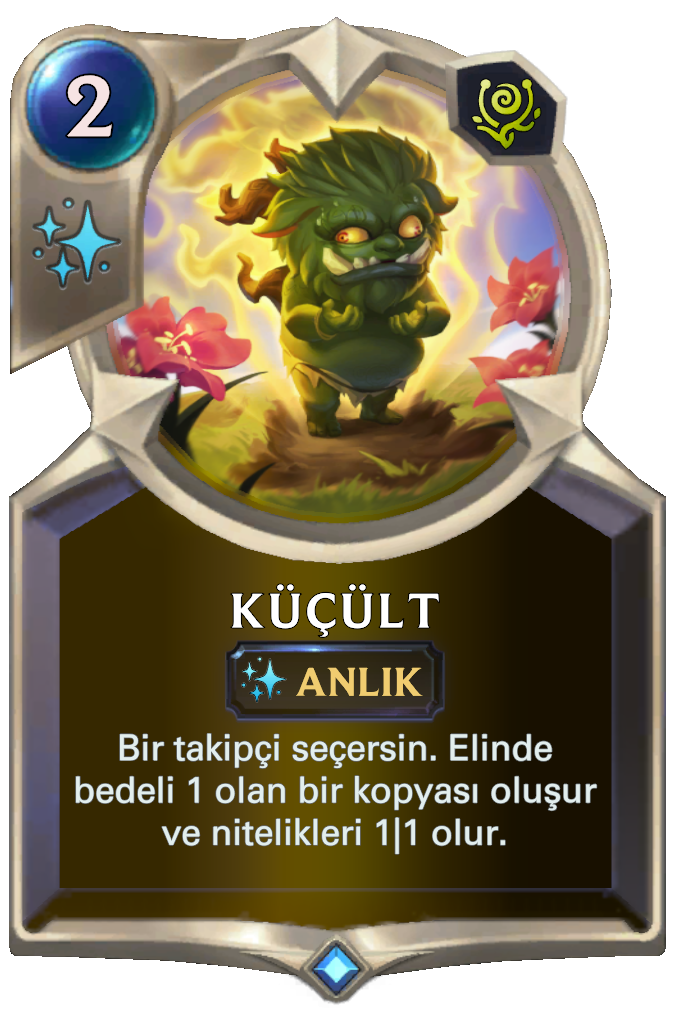 2
KÜÇÜLT
ANLIK
Bir takipçi seçersin. Elinde
bedeli 1 olan bir kopyası oluşur
ve nitelikleri 1|1 olur.